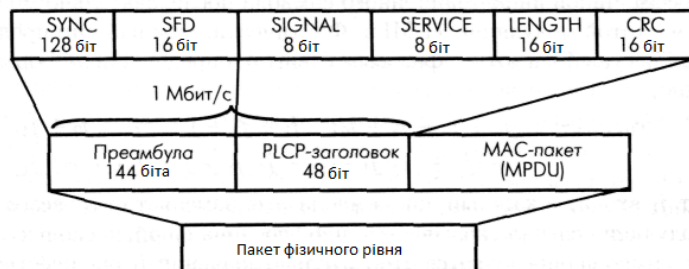 SYNC
128 біт
SFD
16 біт
SIGNAL
8 біт
SERVICE
8 біт
LENGTH
16 біт
CRC
16 біт
1 Мбит/с
Преамбула
144 біта
PLCP-заголовок
48 біт
MAC-пакет
(MPDU)
Пакет фізичного рівня